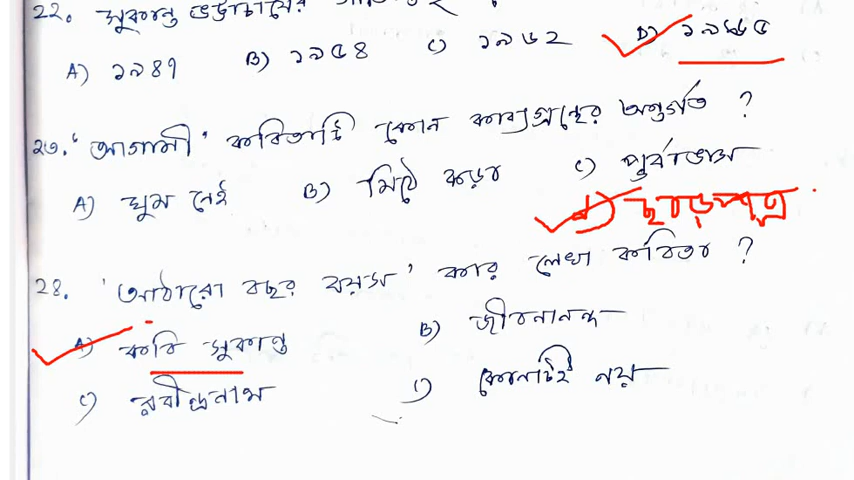 ২২. সুকান্ত ভট্টাচার্যের
A) ১৯৪৭ B) ১৯৫৪ C) ১৯৬২ D)
২৩. 'আগামী' কবিতাটি কোন কাব্যগ্রন্থের অন্তর্গত ?
A) ঘুম নেই B) মিঠে কড়া C) পূর্বাভাস
d) ছাড়পত্র
২৪. 'আঠারো বছর বয়স' কার লেখা কবিতা ?
A) কবি সুকান্ত B) জীবনানন্দ
C) রবীন্দ্রনাথ D) কোনোটিই নয়